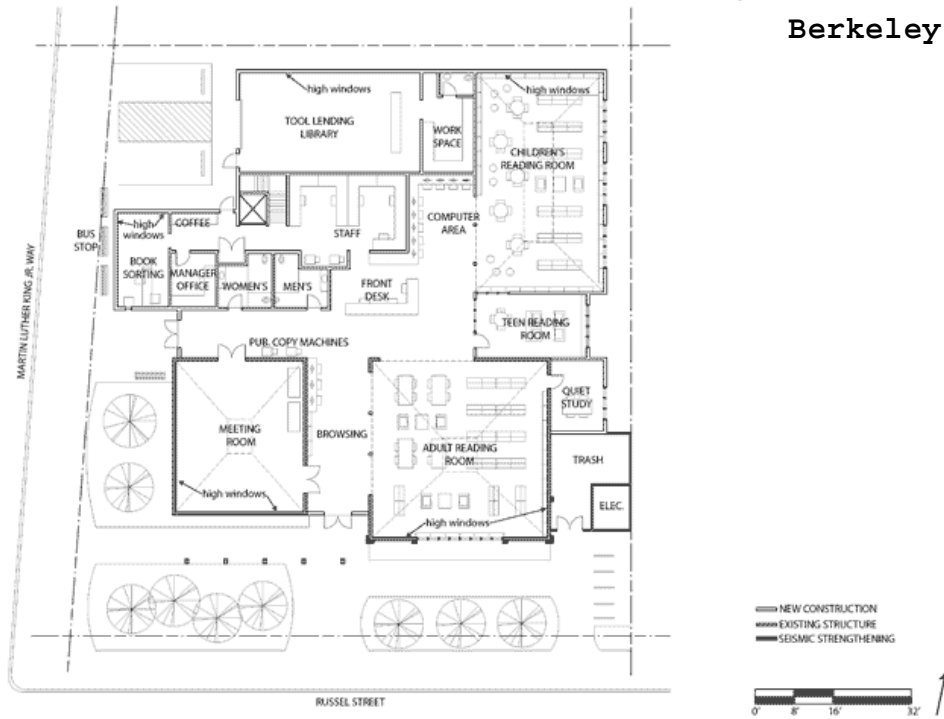 Berkeley
high windows
high windows
TOOL LENDING
LIBRARY
WORK
SPACE
CHILDREN'S
READING ROOM
COMPUTER
AREA
COFFEE
high
windows
BUS
STOP
STAFF
BOOK
SORTING
MANAGER
OFFICE
WOMEN'S
MEN'S
FRONT
DESK
TEEN READING
ROOM
PUB. COPY MACHINES
MARTIN LUTHER KING JR. WAY
QUIET
STUDY
MEETING
ROOM
BROWSING
ADULT READING
ROOM
TRASH
high windows
ELEC.
high windows
NEW CONSTRUCTION
EXISTING STRUCTURE
SEISMIC STRENGTHENING
RUSSEL STREET
0' 8' 16' 32'